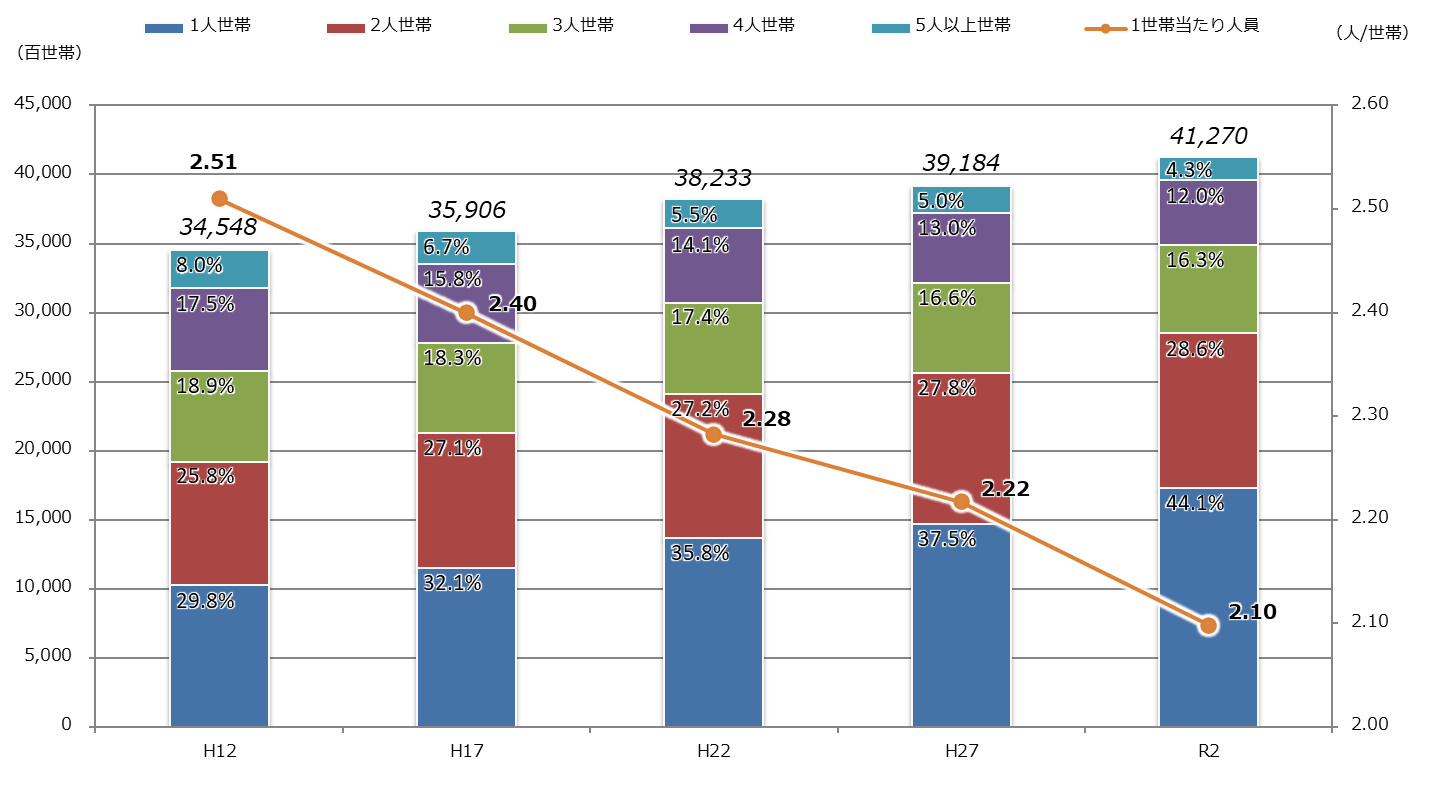 1人世帯 2人世帯 3人世帯 4人世帯 5人以上世帯 1世帯当たり人員
（百世帯） （人/世帯）
45,000 2.60
41,270
2.51 39,184 4.3%
40,000 38,233 12.0%
35,906 5.0% 2.50
34,548 5.5% 13.0%
35,000 6.7% 14.1%
8.0% 15.8% 16.3%
17.5% 2.40 17.4% 16.6%
30,000 2.40
18.3% 28.6%
25,000 18.9% 27.2% 27.8%
2.28 2.30
20,000 25.8% 27.1%
2.22 44.1%
15,000 2.20
35.8% 37.5%
10,000 29.8% 32.1%
2.10 2.10
5,000
0 2.00
H12 H17 H22 H27 R2